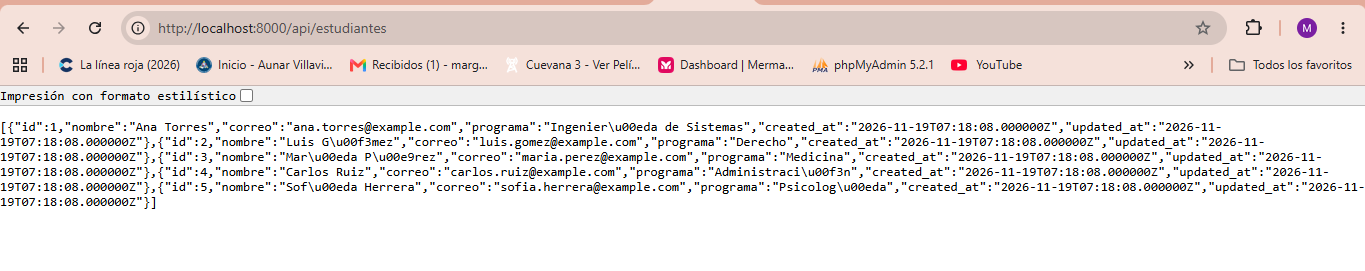 http://localhost:8000/api/estudiantes
M
La línea roja (2026) Inicio - Aunar Villavi... Recibidos (1) - marg... Cuevana 3 - Ver Pelí... Dashboard | Merma... phpMyAdmin 5.2.1 YouTube Todos los favoritos
Impresión con formato estilístico
[{"id":1,"nombre":"Ana Torres","correo":"ana.torres@example.com","programa":"Ingenier\u00eda de Sistemas","created_at":"2026-11-19T07:18:08.000000Z","updated_at":"2026-11-
19T07:18:08.000000Z"},{"id":2,"nombre":"Luis G\u00f3mez","correo":"luis.gomez@example.com","programa":"Derecho","created_at":"2026-11-19T07:18:08.000000Z","updated_at":"2026-11-
19T07:18:08.000000Z"},{"id":3,"nombre":"Mar\u00eda P\u00e9rez","correo":"maria.perez@example.com","programa":"Medicina","created_at":"2026-11-19T07:18:08.000000Z","updated_at":"2026-11-
19T07:18:08.000000Z"},{"id":4,"nombre":"Carlos Ruiz","correo":"carlos.ruiz@example.com","programa":"Administraci\u00f3n","created_at":"2026-11-19T07:18:08.000000Z","updated_at":"2026-11-
19T07:18:08.000000Z"},{"id":5,"nombre":"Sof\u00eda Herrera","correo":"sofia.herrera@example.com","programa":"Psicolog\u00eda","created_at":"2026-11-19T07:18:08.000000Z","updated_at":"2026-11-
19T07:18:08.000000Z"}]